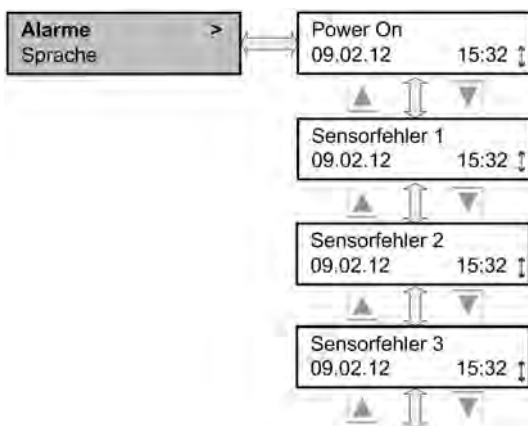 Alarme >
Sprache
Power On
09.02.12 15:32
Sensorfehler 1
09.02.12 15:32
Sensorfehler 2
09.02.12 15:32
Sensorfehler 3
09.02.12 15:32